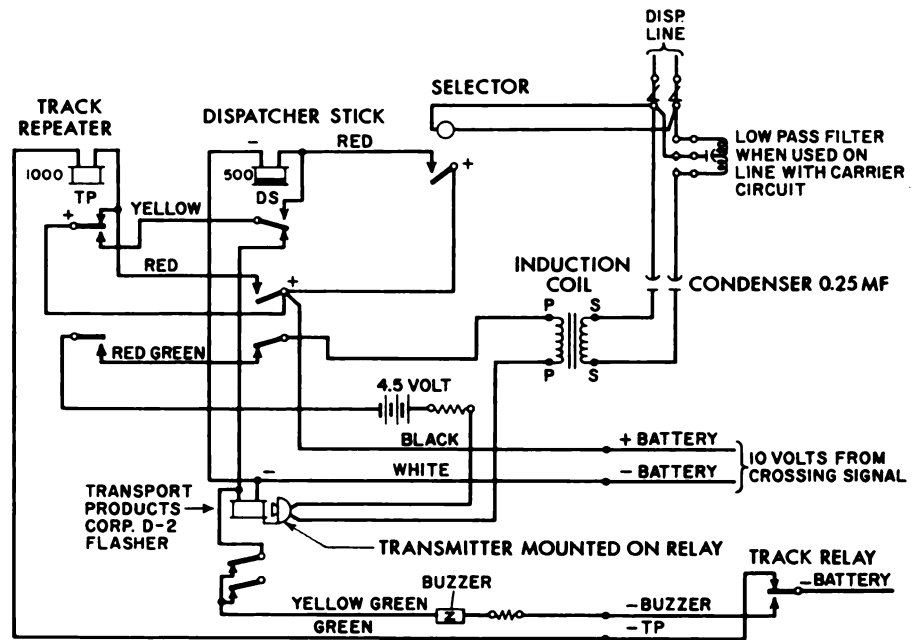 DISP.
LINE
SELECTOR
TRACK
REPEATER
DISPATCHER STICK
- RED
1000
500
+
LOW PASS FILTER
WHEN USED ON
LINE WITH CARRIER
CIRCUIT
TP
DS
+ YELLOW
RED
+
INDUCTION
COIL
P S
CONDENSER 0.25 MF
RED GREEN
P S
4.5 VOLT
BLACK
+ BATTERY
10 VOLTS FROM
CROSSING SIGNAL
- WHITE
- BATTERY
TRANSPORT
PRODUCTS
CORP. D-2
FLASHER
TRANSMITTER MOUNTED ON RELAY
TRACK RELAY
- BATTERY
BUZZER
YELLOW GREEN
Z
- BUZZER
GREEN
- TP